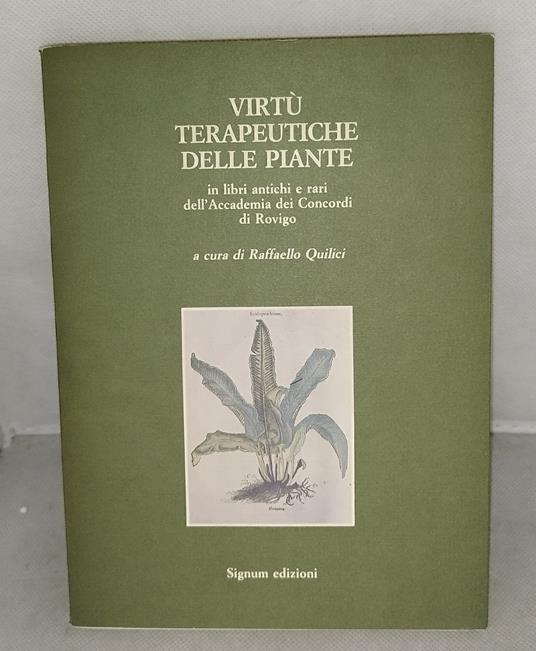 VIRTÙ
TERAPEUTICHE
DELLE PIANTE
in libri antichi e rari
dell'Accademia dei Concordi
di Rovigo
a cura di Raffaello Quilici
Signum edizioni